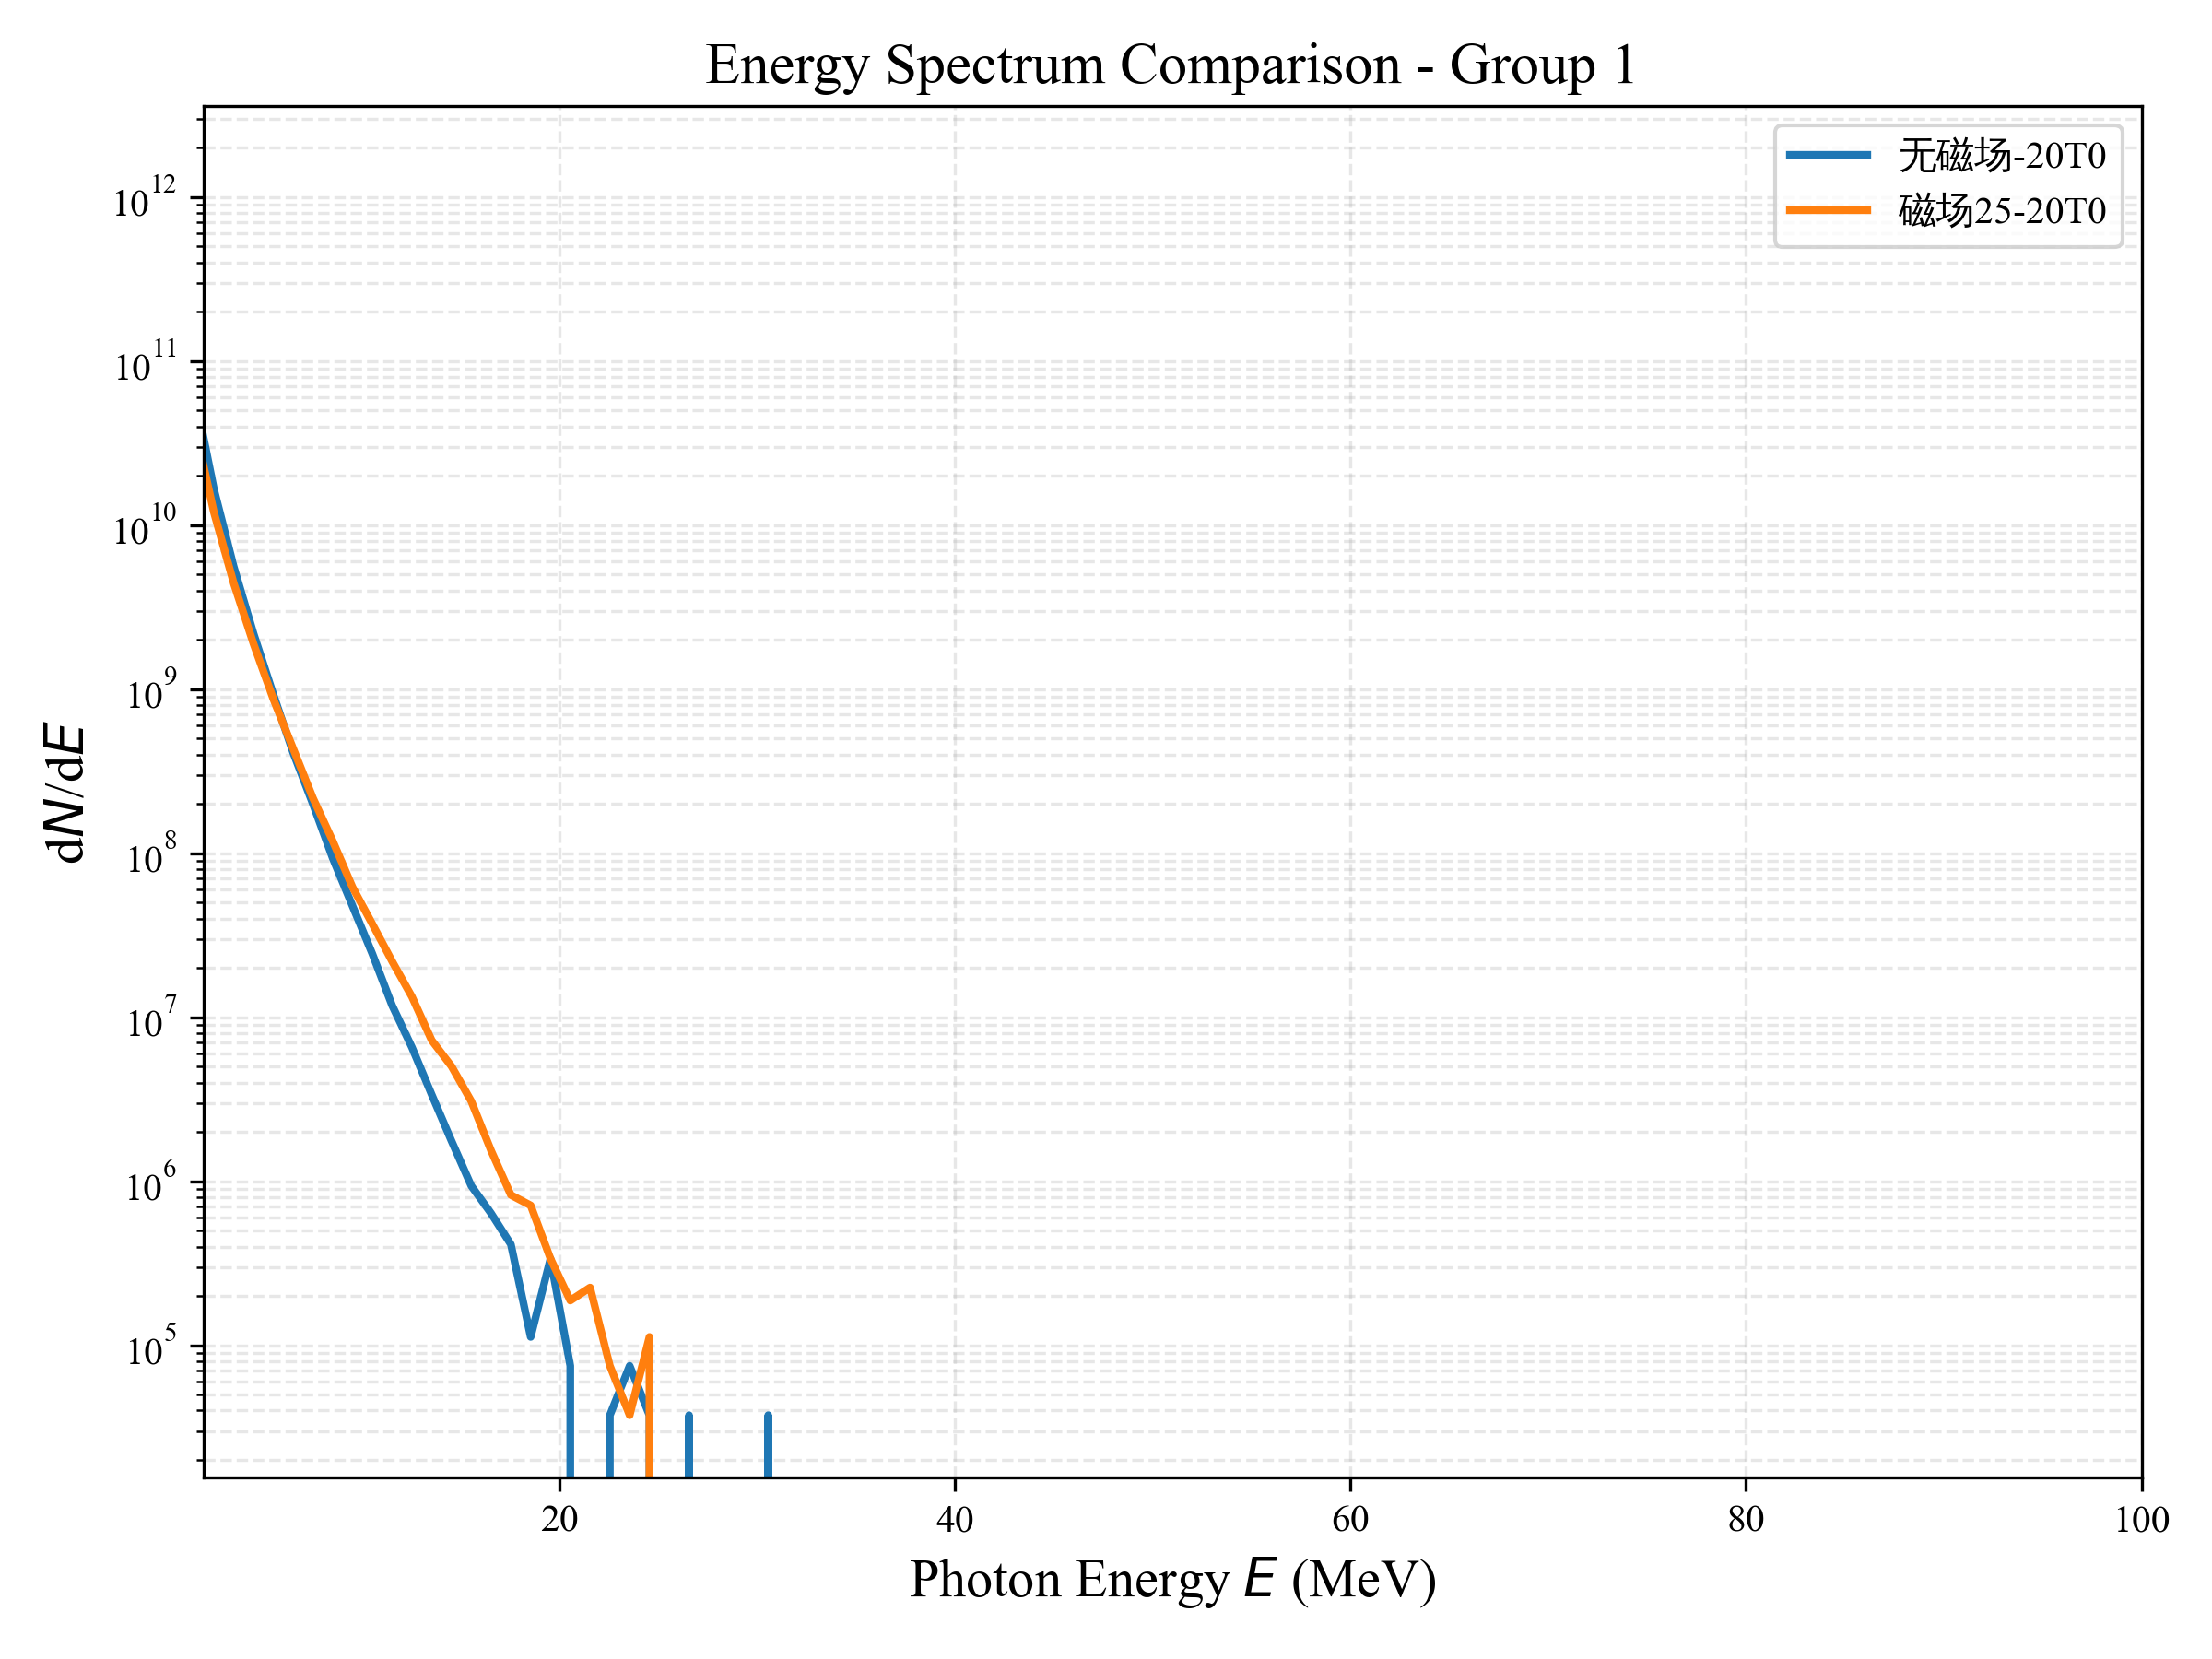 Energy Spectrum Comparison - Group 1
无磁场-20T0
磁场25-20T0
10^12
10^11
10^10
10^9
10^8
10^7
10^6
10^5
dN/dE
20 40 60 80 100
Photon Energy E (MeV)